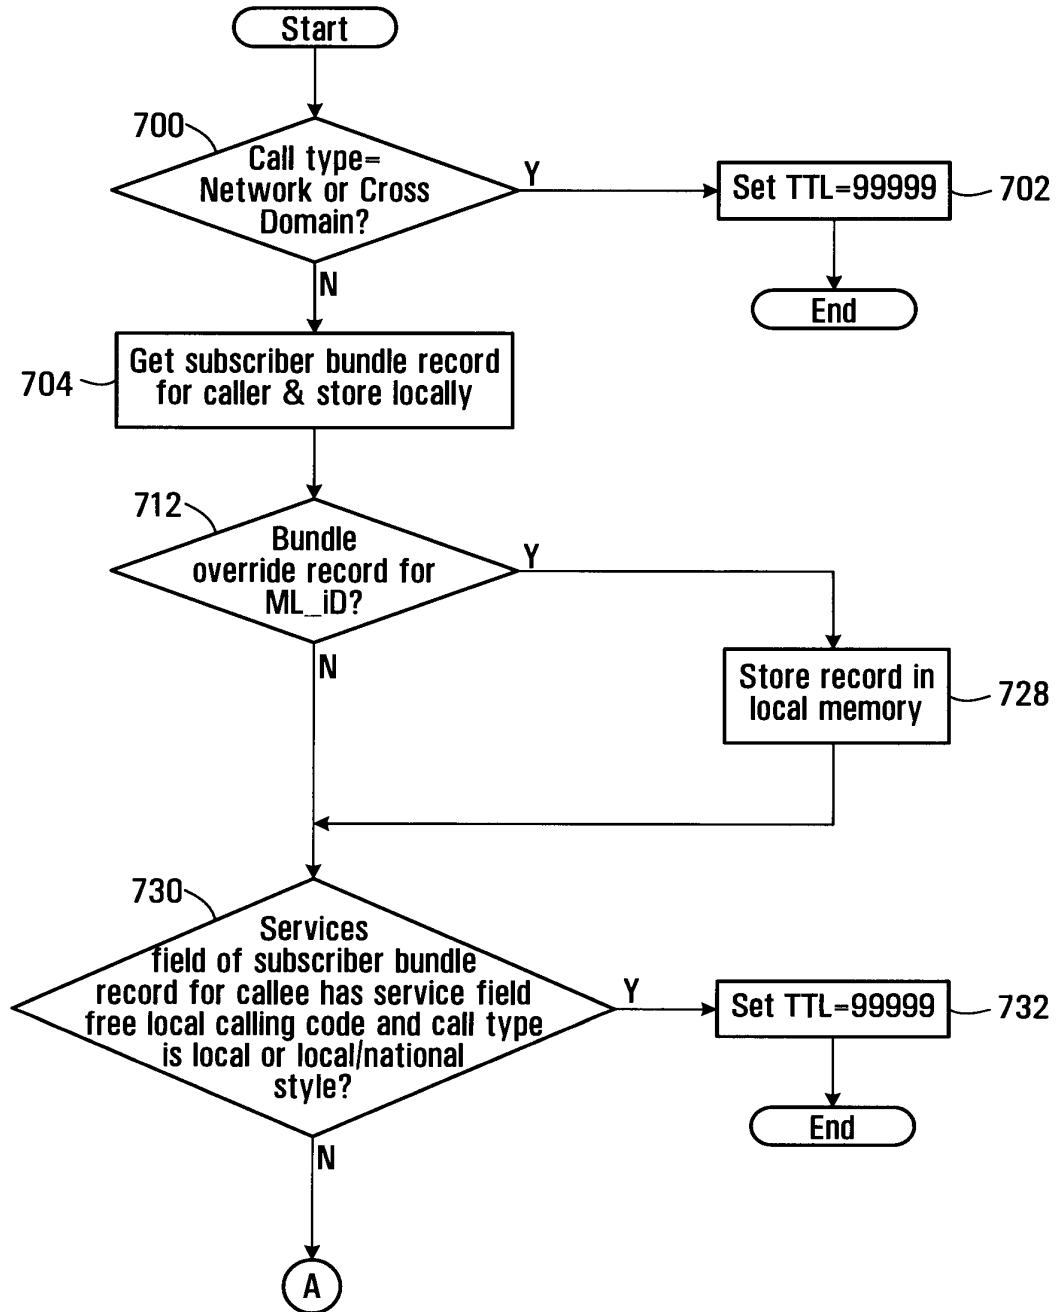 Start
700
Call type=
Network or Cross
Domain?
Y
Set TTL=99999
702
N
End
Get subscriber bundle record
for caller & store locally
704
712
Bundle
override record for
ML_iD?
Y
N
Store record in
local memory
728
730
Services
field of subscriber bundle
record for callee has service field
free local calling code and call type
is local or local/national
style?
Y
Set TTL=99999
732
End
N
A